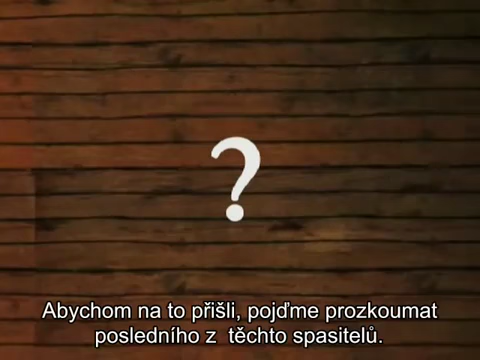 ?
Abychom na to přišli, pojďme prozkoumat
posledního z  těchto spasitelů.